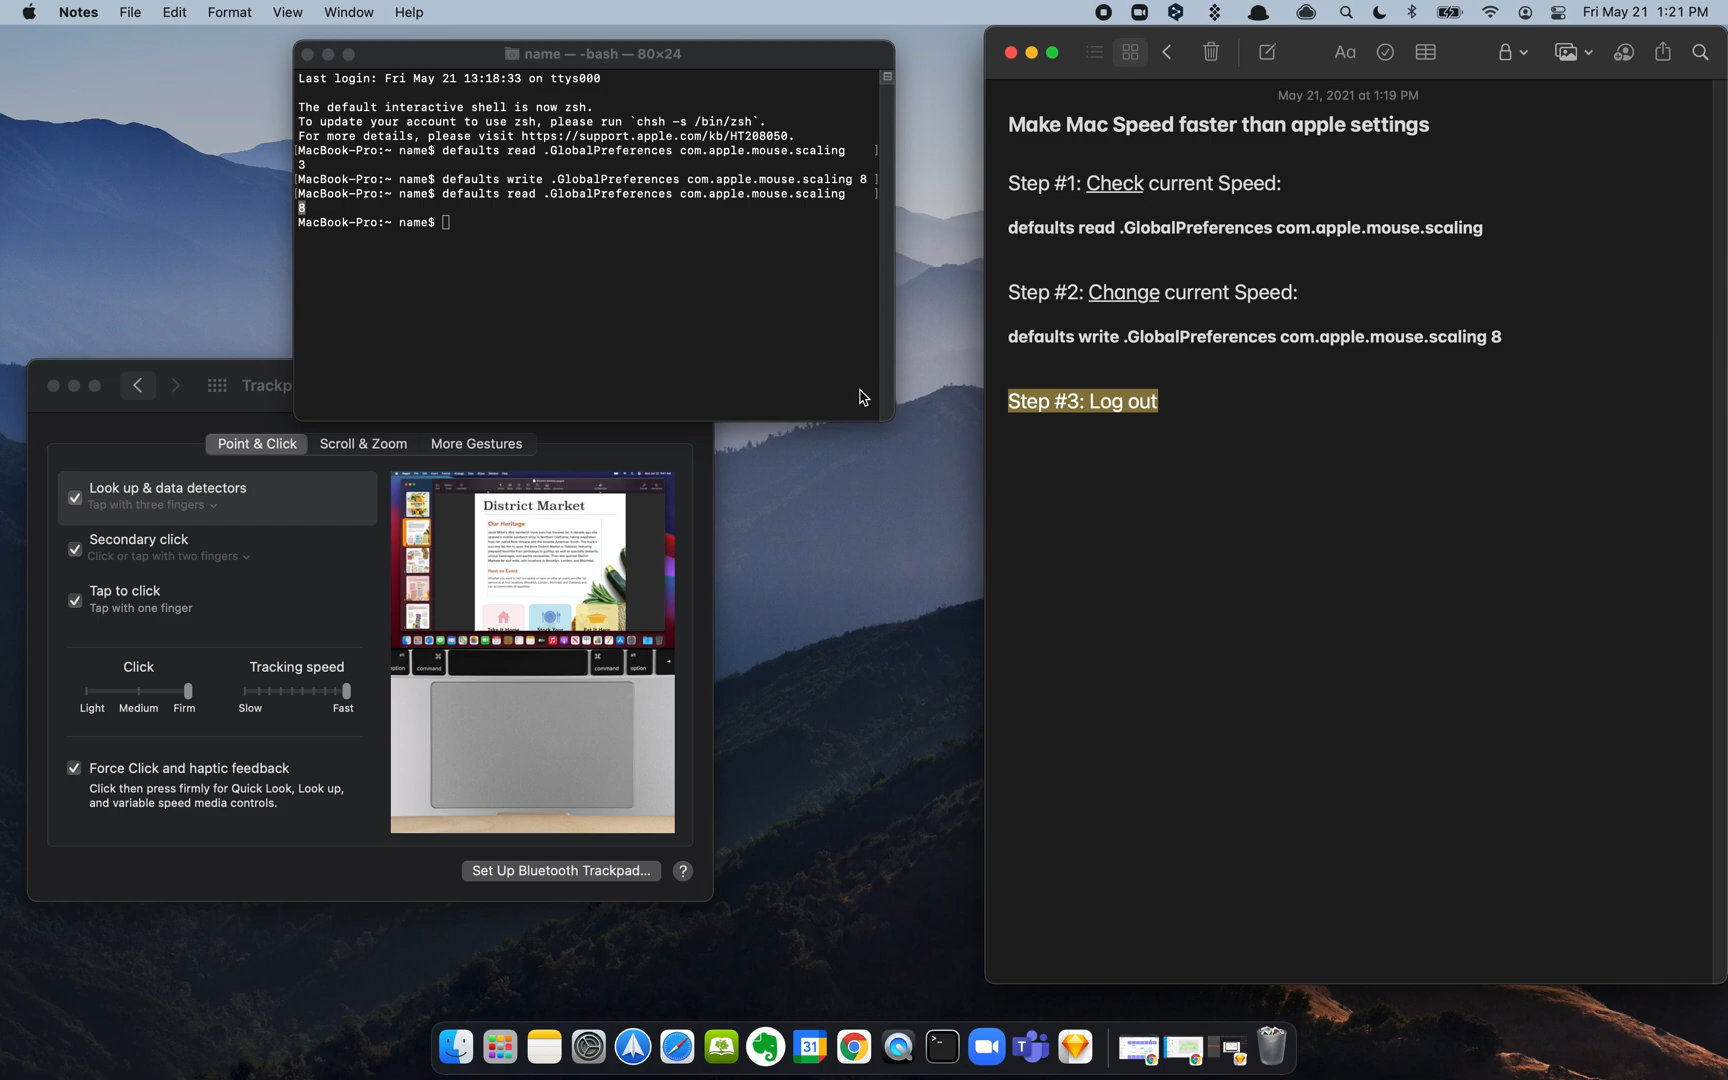 Notes File Edit Format View Window Help
Fri May 21 1:21 PM
name — -bash — 80×24
Last login: Fri May 21 13:18:33 on ttys000
The default interactive shell is now zsh.
To update your account to use zsh, please run `chsh -s /bin/zsh`.
For more details, please visit https://support.apple.com/kb/HT208050.
[MacBook-Pro:~ name$ defaults read .GlobalPreferences com.apple.mouse.scaling ]
3
[MacBook-Pro:~ name$ defaults write .GlobalPreferences com.apple.mouse.scaling 8 ]
[MacBook-Pro:~ name$ defaults read .GlobalPreferences com.apple.mouse.scaling ]
8
MacBook-Pro:~ name$
Trackp
Point & Click Scroll & Zoom More Gestures
Look up & data detectors
Tap with three fingers
Secondary click
Click or tap with two fingers
Tap to click
Tap with one finger
Click Tracking speed
Light Medium Firm Slow Fast
Force Click and haptic feedback
Click then press firmly for Quick Look, Look up,
and variable speed media controls.
District Market
Our Heritage
Host an Event
command command option
Set Up Bluetooth Trackpad... ?
Aa
May 21, 2021 at 1:19 PM
Make Mac Speed faster than apple settings
Step #1: Check current Speed:
defaults read .GlobalPreferences com.apple.mouse.scaling
Step #2: Change current Speed:
defaults write .GlobalPreferences com.apple.mouse.scaling 8
Step #3: Log out
31